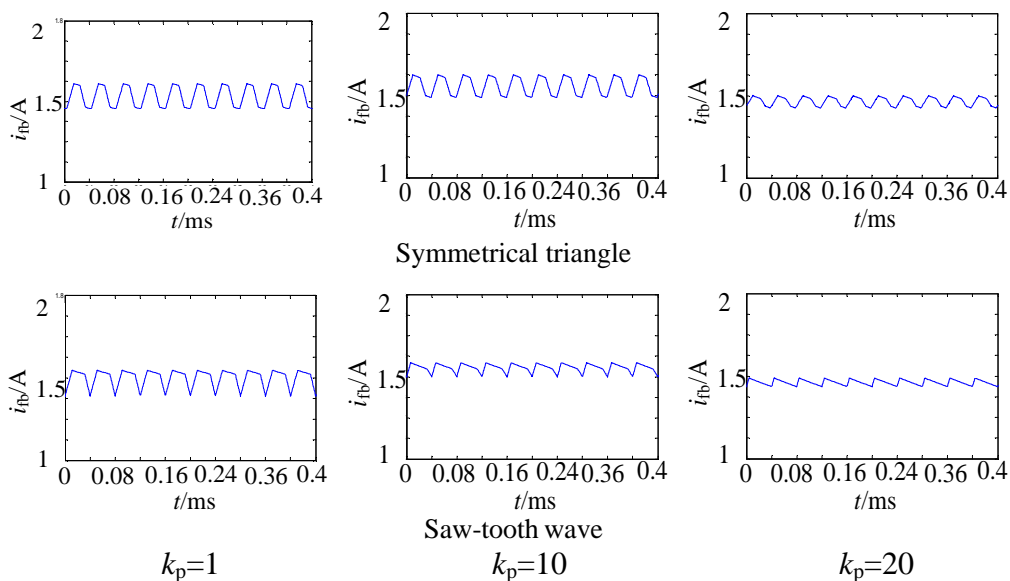 2 1.8 2 2
i_fb/A 1.5 i_fb/A 1.5 i_fb/A 1.5
1 1 1
0 0.08 0.16 0.24 0.36 0.4 0 0.08 0.16 0.24 0.36 0.4 0 0.08 0.16 0.24 0.36 0.4
t/ms t/ms t/ms
Symmetrical triangle
2 1.8 2 2
i_fb/A 1.5 i_fb/A 1.5 i_fb/A 1.5
1 1 1
0 0.08 0.16 0.24 0.36 0.4 0 0.08 0.16 0.24 0.36 0.4 0 0.08 0.16 0.24 0.36 0.4
t/ms t/ms t/ms
Saw-tooth wave
k_p=1 k_p=10 k_p=20